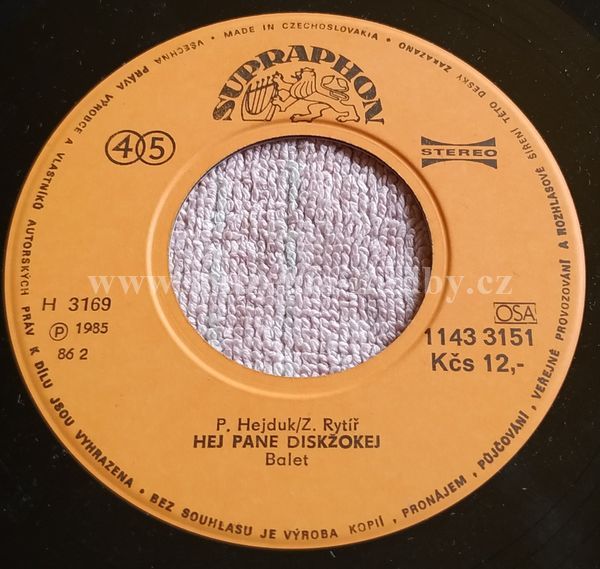 SUPRAPHON
45
STEREO
H 3169
Ⓟ 1985
86 2
OSA
1143 3151
Kčs 12,-
P. Hejduk/Z. Rytíř
HEJ PANE DISKŽOKEJ
Balet
VŠECHNA PRÁVA VÝROBCE A VLASTNÍKŮ AUTORSKÝCH PRÁV K DÍLU JSOU VYHRAZENA • BEZ SOUHLASU JE VÝROBA KOPIÍ, PRONÁJEM, PŮJČOVÁNÍ, VEŘEJNÉ PROVOZOVÁNÍ A ROZHLASOVÉ ŠÍŘENÍ TÉTO DESKY ZAKÁZÁNO • MADE IN CZECHOSLOVAKIA •